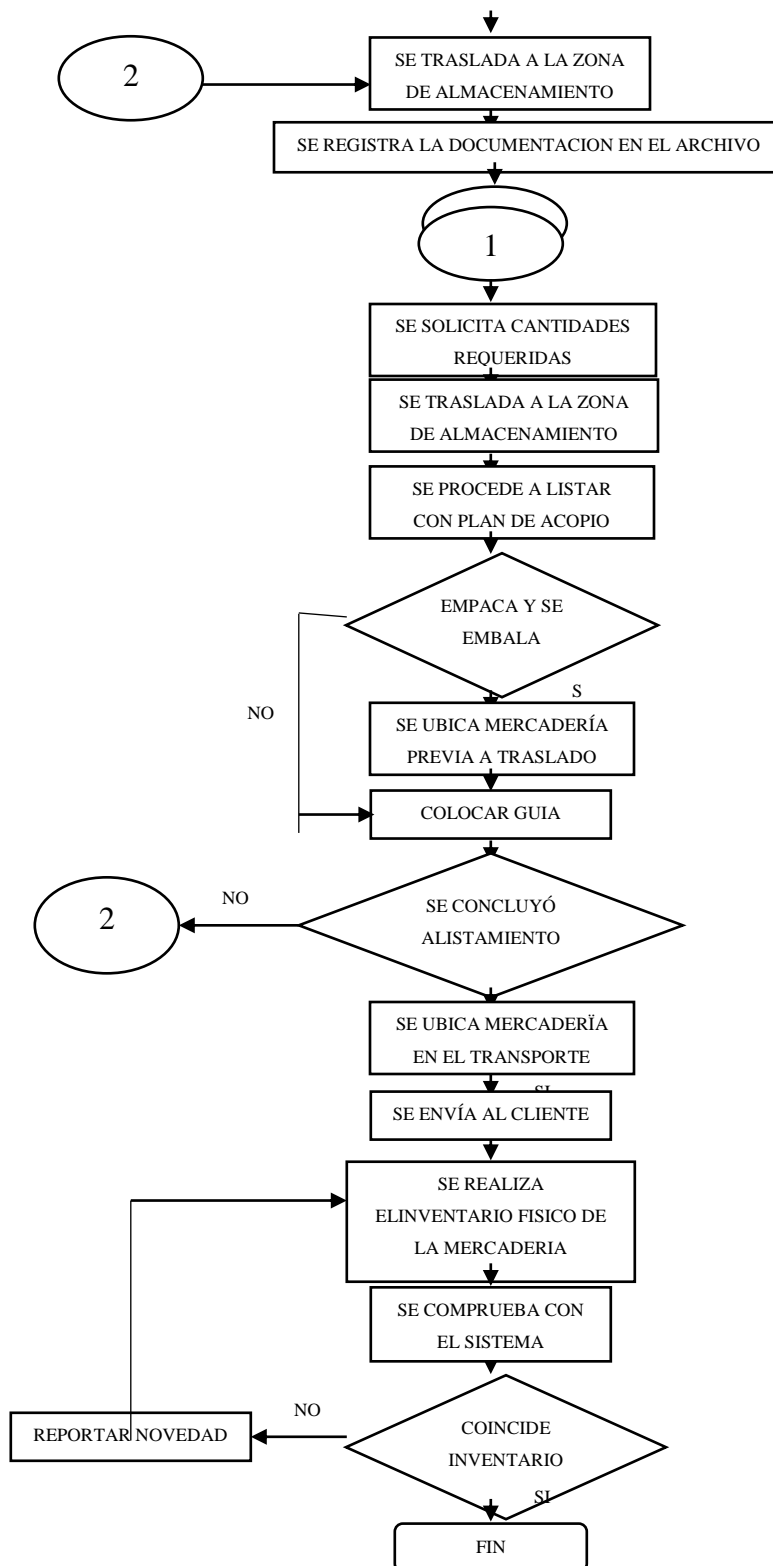 2
SE TRASLADA A LA ZONA
DE ALMACENAMIENTO
SE REGISTRA LA DOCUMENTACION EN EL ARCHIVO
1
SE SOLICITA CANTIDADES
REQUERIDAS
SE TRASLADA A LA ZONA
DE ALMACENAMIENTO
SE PROCEDE A LISTAR
CON PLAN DE ACOPIO
EMPACA Y SE
EMBALA
S
NO
SE UBICA MERCADERÍA
PREVIA A TRASLADO
COLOCAR GUIA
2
NO
SE CONCLUYÓ
ALISTAMIENTO
SE UBICA MERCADERÏA
EN EL TRANSPORTE
SI
SE ENVÍA AL CLIENTE
SE REALIZA
ELINVENTARIO FISICO DE
LA MERCADERIA
SE COMPRUEBA CON
EL SISTEMA
NO
REPORTAR NOVEDAD
COINCIDE
INVENTARIO
SI
FIN